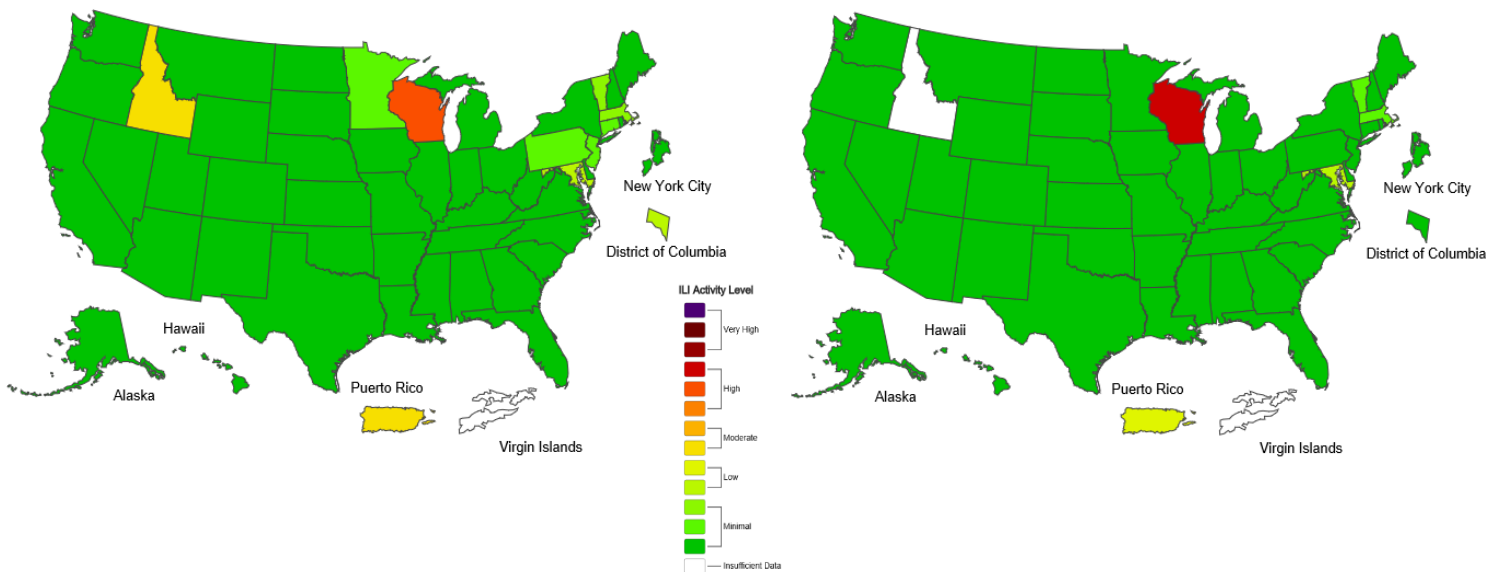 New York City
District of Columbia
ILI Activity Level
Very High
High
Moderate
Low
Minimal
Insufficient Data
Hawaii
Alaska
Puerto Rico
Virgin Islands
New York City
District of Columbia
Hawaii
Alaska
Puerto Rico
Virgin Islands